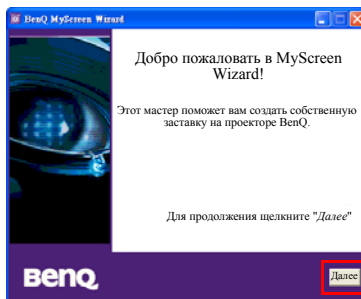 BenQ MyScreen Wizard
Добро пожаловать в MyScreen
Wizard!
Этот мастер поможет вам создать собственную
заставку на проекторе BenQ.
Для продолжения щелкните "Далее"
BenQ
Далее